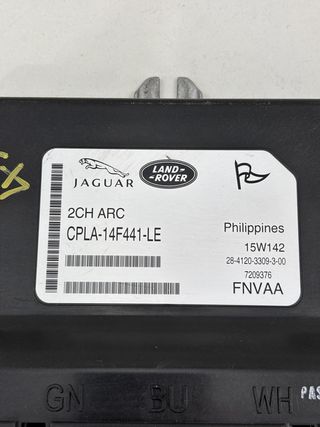 JAGUAR
LAND-
-ROVER
2CH ARC
CPLA-14F441-LE
Philippines
15W142
28-4120-3309-3-00
7209376
FNVAA
GN BU WH PAS